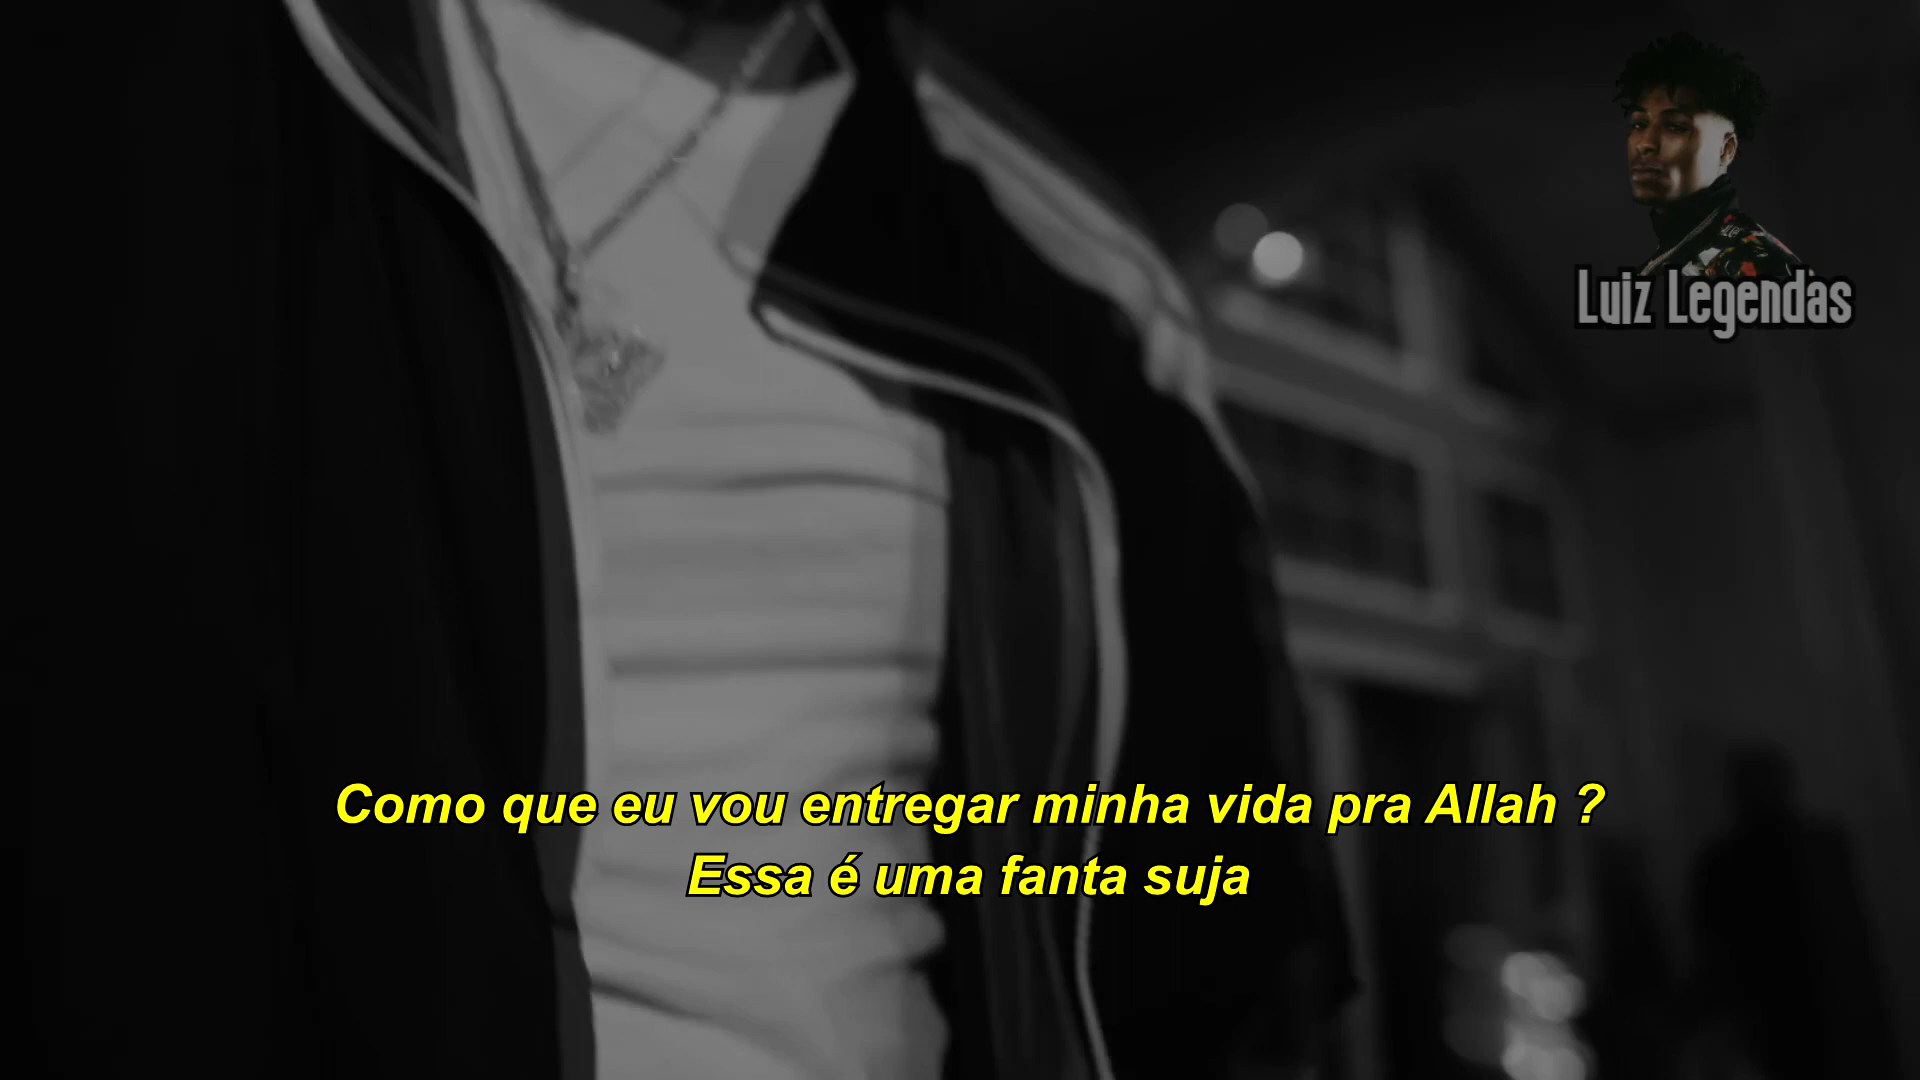 Luiz Legendas
Como que eu vou entregar minha vida pra Allah ?
Essa é uma fanta suja